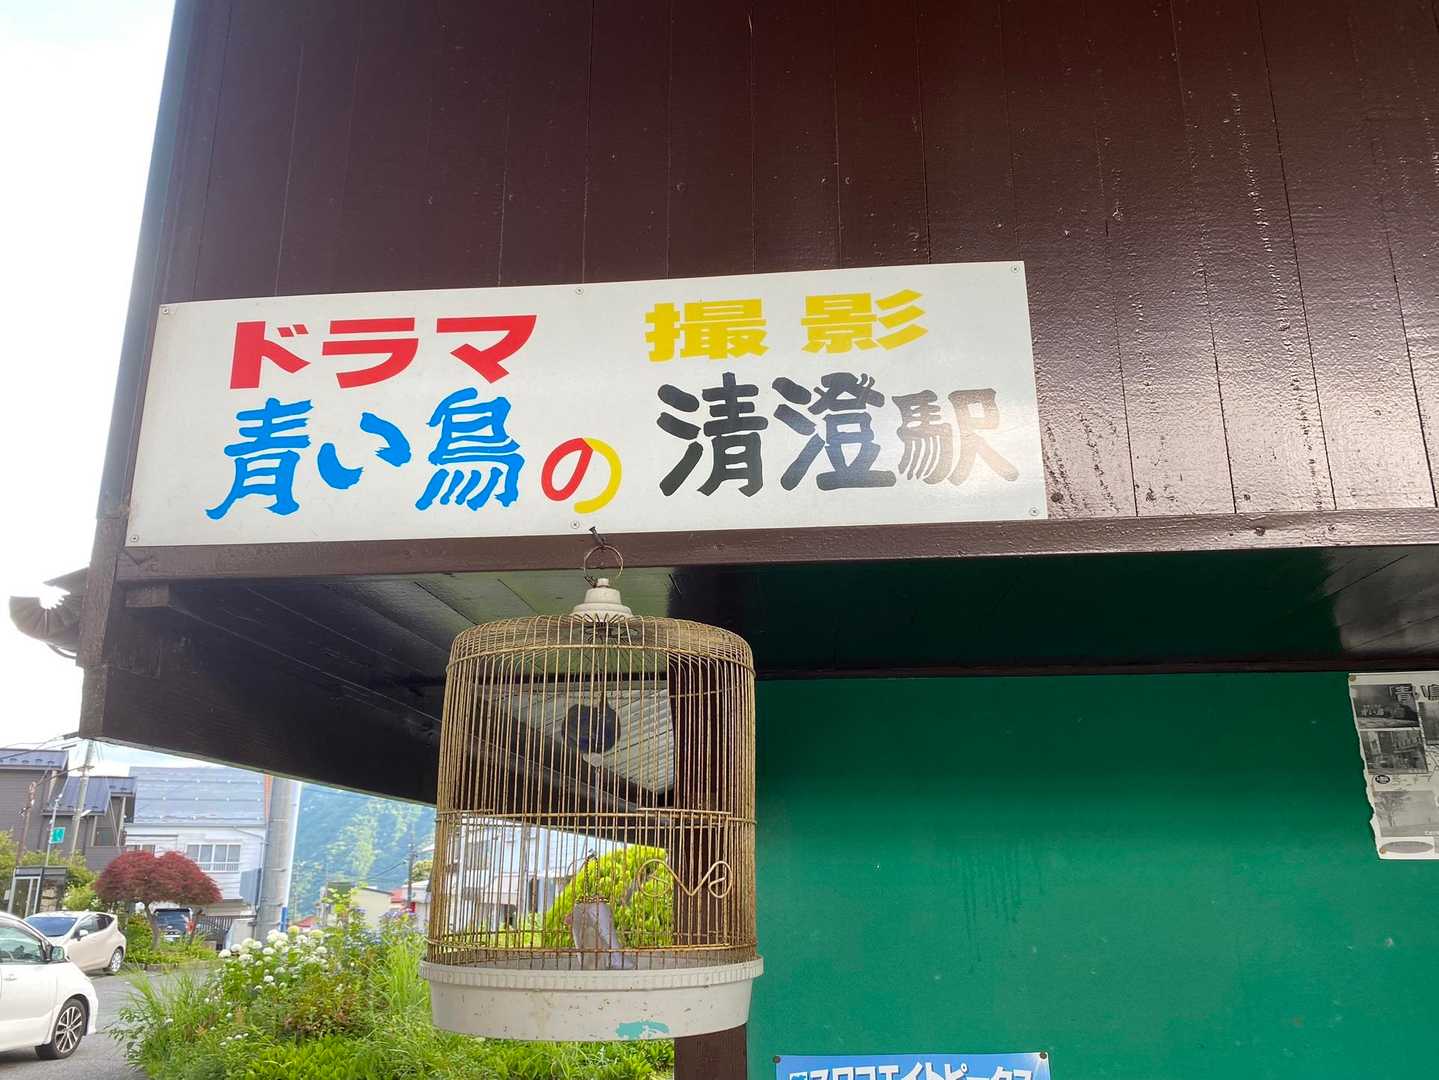 ドラマ 撮影
青い鳥の 清澄駅